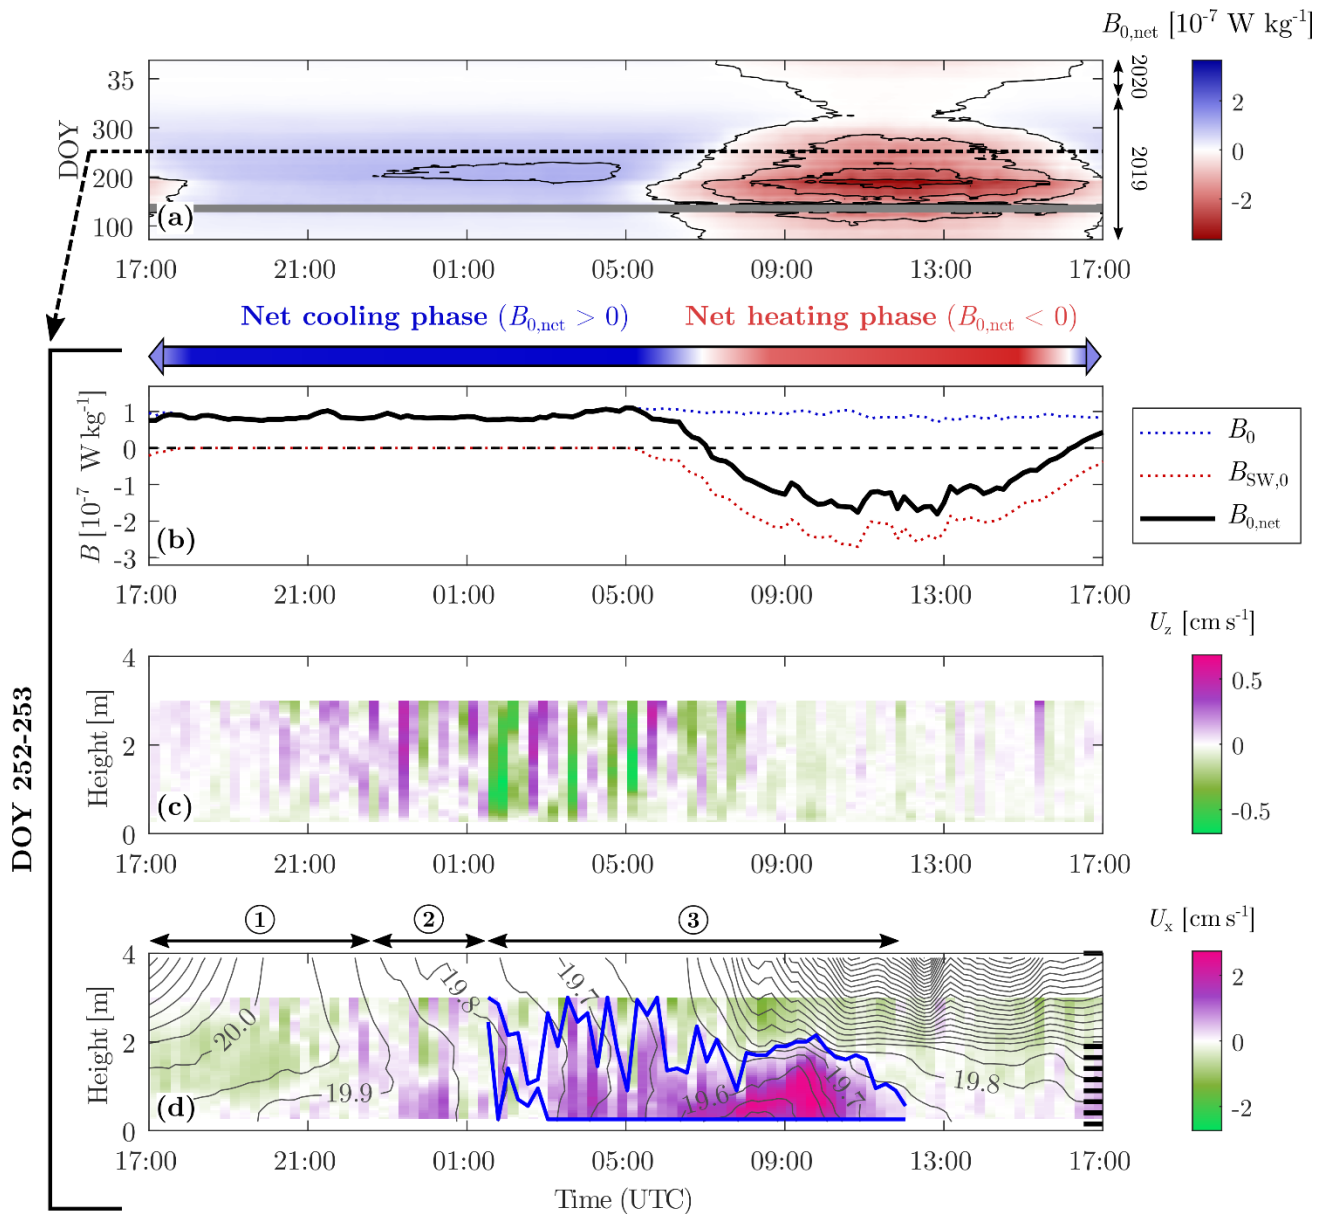 B0,net [10-7 W kg-1]
35
300
200
100
DOY
(a)
2020
2019
2
0
-2
17:00 21:00 01:00 05:00 09:00 13:00 17:00
Net cooling phase (B0,net > 0) Net heating phase (B0,net < 0)
B [10-7 W kg-1]
1
0
-1
-2
-3
(b)
17:00 21:00 01:00 05:00 09:00 13:00 17:00
B0
BSW,0
B0,net
DOY 252-253
Uz [cm s-1]
0.5
0
-0.5
Height [m]
4
2
0
(c)
17:00 21:00 01:00 05:00 09:00 13:00 17:00
1 2 3
Ux [cm s-1]
2
0
-2
Height [m]
4
2
0
(d)
20.0
19.9
19.8
19.7
19.6
19.7
19.8
17:00 21:00 01:00 05:00 09:00 13:00 17:00
Time (UTC)